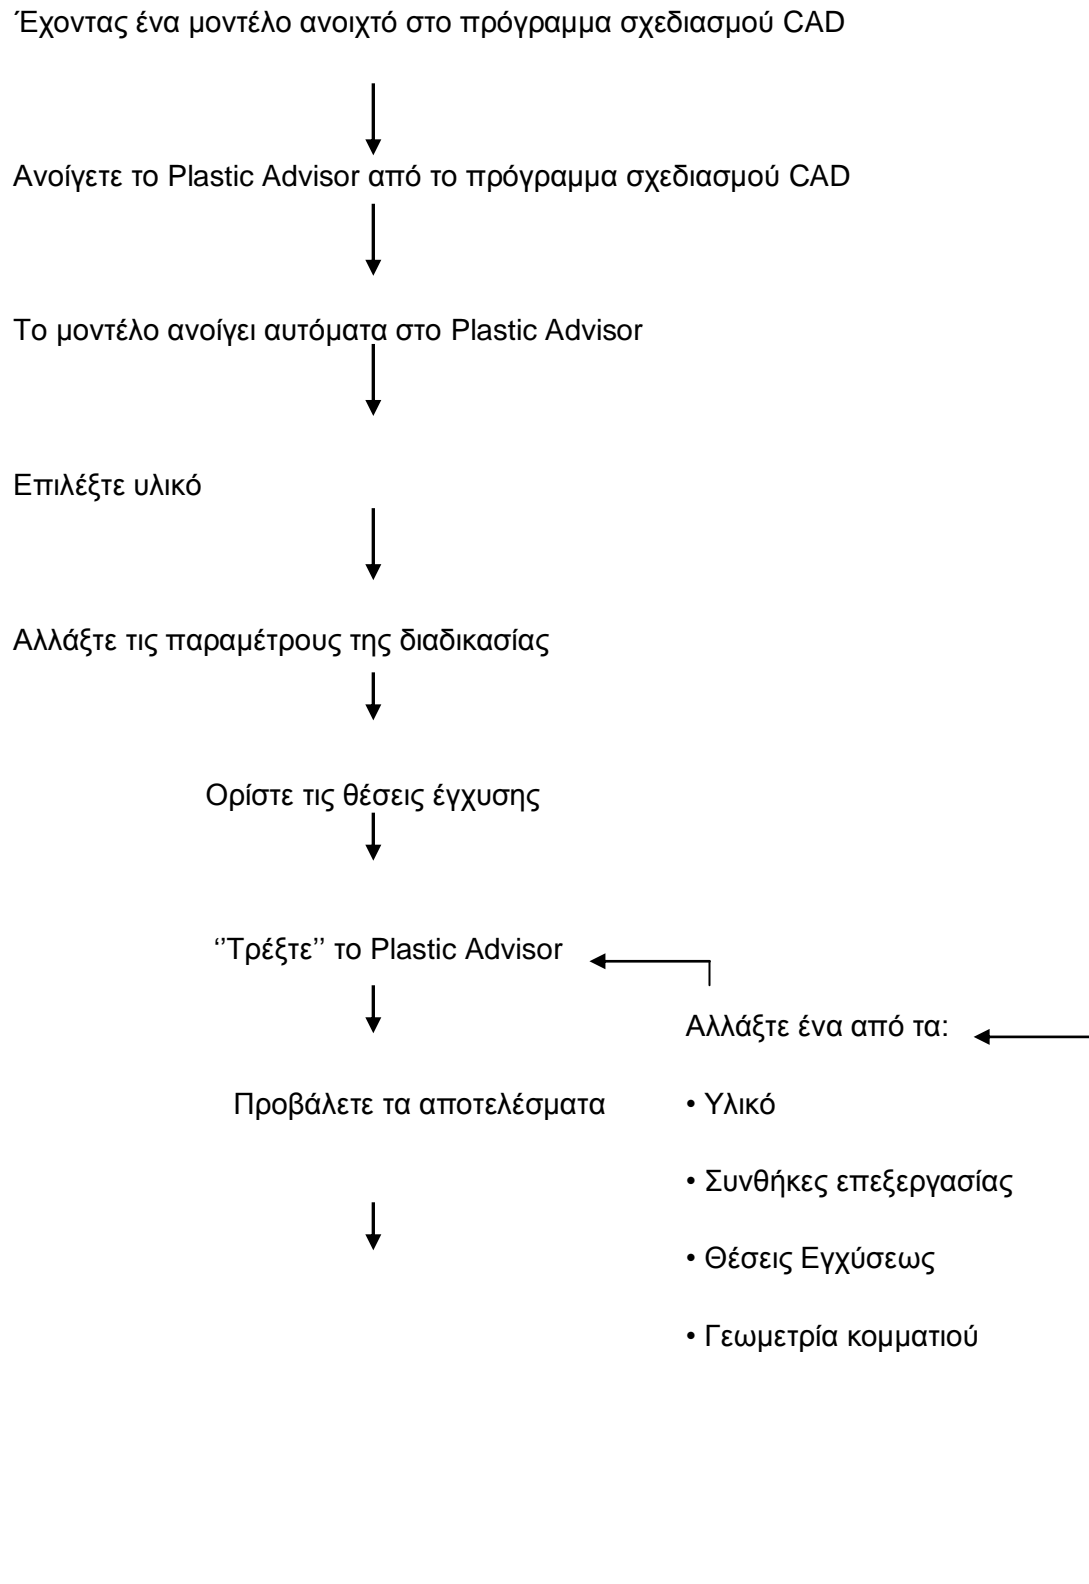 Έχοντας ένα μοντέλο ανοιχτό στο πρόγραμμα σχεδιασμού CAD
Ανοίγετε το Plastic Advisor από το πρόγραμμα σχεδιασμού CAD
Το μοντέλο ανοίγει αυτόματα στο Plastic Advisor
Επιλέξτε υλικό
Αλλάξτε τις παραμέτρους της διαδικασίας
Ορίστε τις θέσεις έγχυσης
‘’Τρέξτε’’ το Plastic Advisor
Αλλάξτε ένα από τα:
Προβάλετε τα αποτελέσματα
• Υλικό
• Συνθήκες επεξεργασίας
• Θέσεις Εγχύσεως
• Γεωμετρία κομματιού